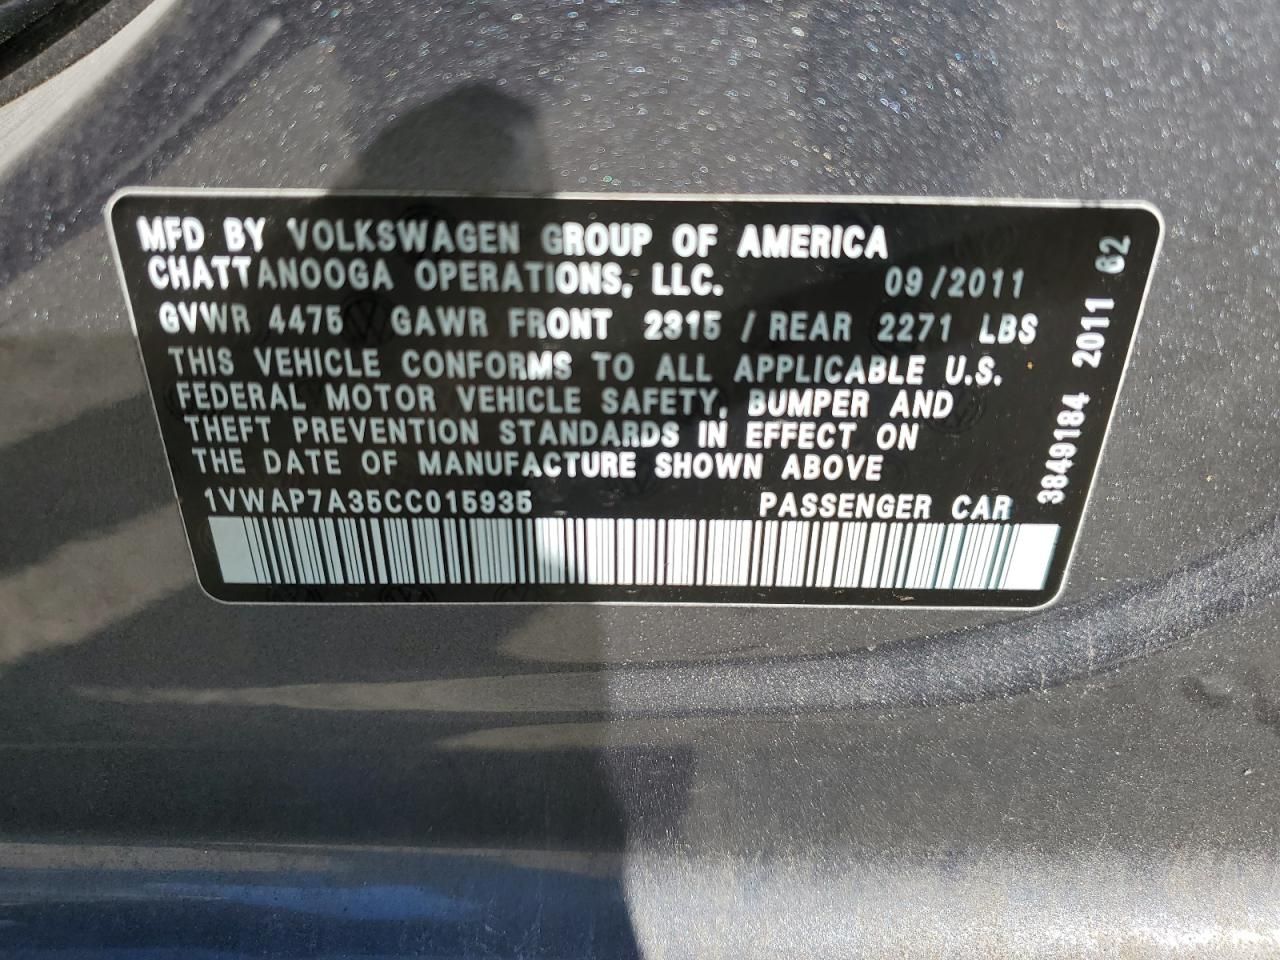 MFD BY VOLKSWAGEN GROUP OF AMERICA
CHATTANOOGA OPERATIONS, LLC. 09/2011
GVWR 4475 GAWR FRONT 2315 / REAR 2271 LBS
THIS VEHICLE CONFORMS TO ALL APPLICABLE U.S.
FEDERAL MOTOR VEHICLE SAFETY, BUMPER AND
THEFT PREVENTION STANDARDS IN EFFECT ON
THE DATE OF MANUFACTURE SHOWN ABOVE
1VWAP7A35CC015935 PASSENGER CAR
3849184 2011 62